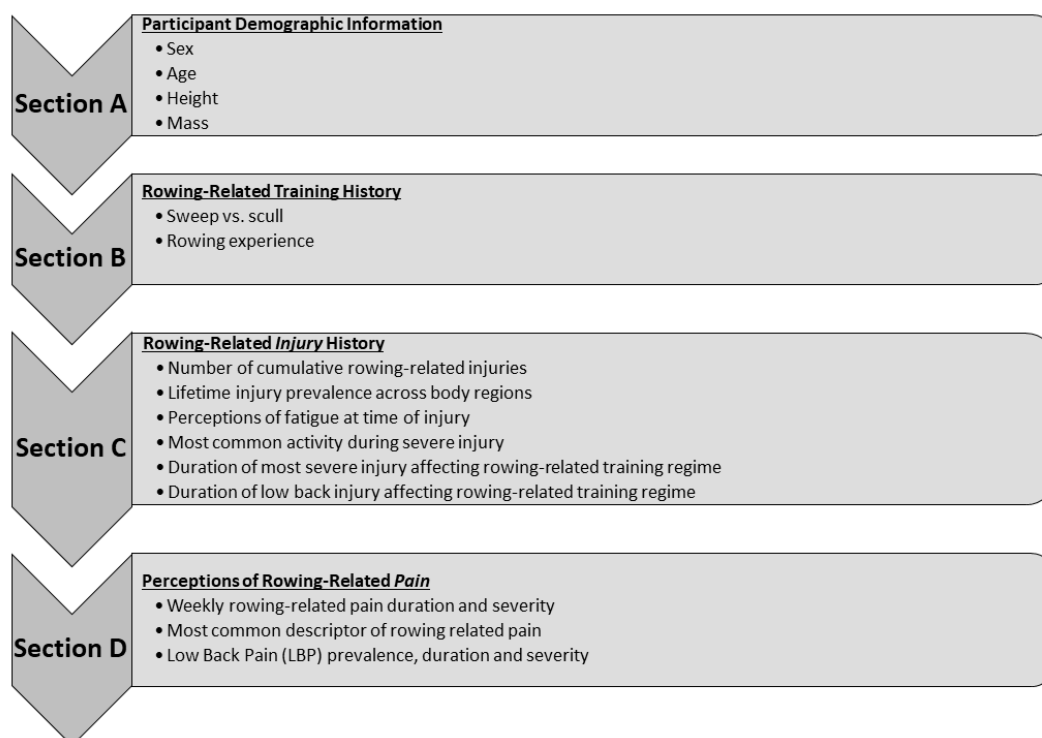 Participant Demographic Information
• Sex
• Age
• Height
• Mass
Section A
Rowing-Related Training History
• Sweep vs. scull
• Rowing experience
Section B
Rowing-Related Injury History
• Number of cumulative rowing-related injuries
• Lifetime injury prevalence across body regions
• Perceptions of fatigue at time of injury
• Most common activity during severe injury
• Duration of most severe injury affecting rowing-related training regime
• Duration of low back injury affecting rowing-related training regime
Section C
Perceptions of Rowing-Related Pain
• Weekly rowing-related pain duration and severity
• Most common descriptor of rowing related pain
• Low Back Pain (LBP) prevalence, duration and severity
Section D